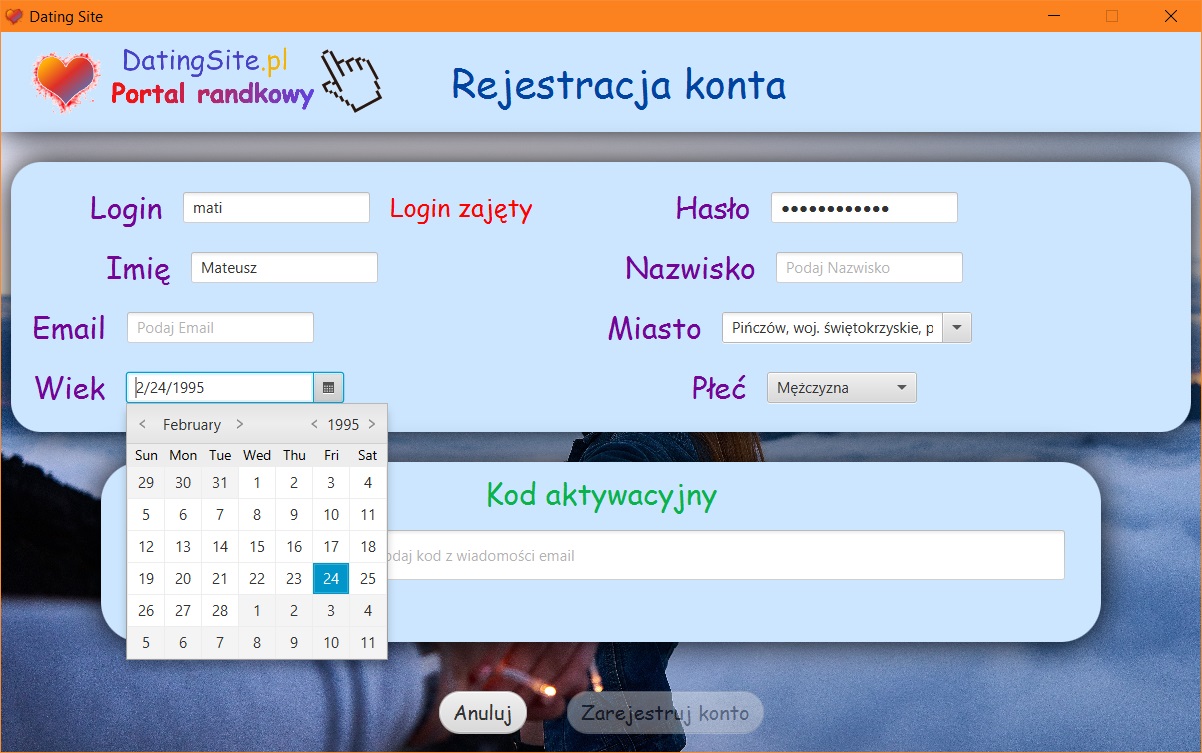 Dating Site
DatingSite.pl
Portal randkowy
Rejestracja konta
Login mati Login zajęty Hasło ••••••••••••
Imię Mateusz Nazwisko Podaj Nazwisko
Email Podaj Email Miasto Pińczów, woj. świętokrzyskie, p
Wiek 2/24/1995 Płeć Mężczyzna
< February > < 1995 >
Sun Mon Tue Wed Thu Fri Sat
29 30 31 1 2 3 4
5 6 7 8 9 10 11
12 13 14 15 16 17 18
19 20 21 22 23 24 25
26 27 28 1 2 3 4
5 6 7 8 9 10 11
Kod aktywacyjny
odaj kod z wiadomości email
Anuluj Zarejestruj konto